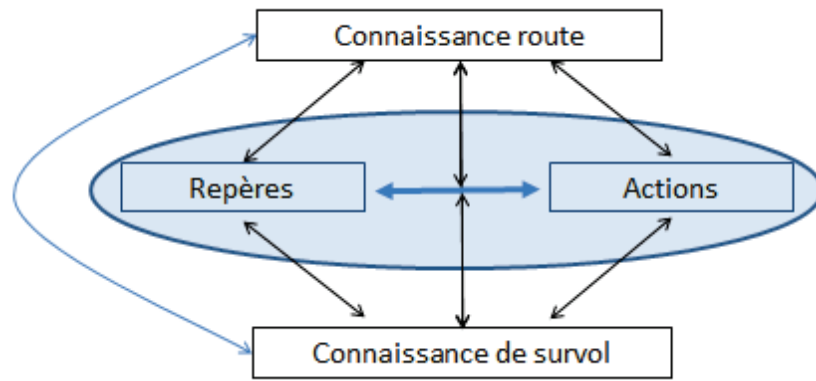 Connaissance route
Repères
Actions
Connaissance de survol